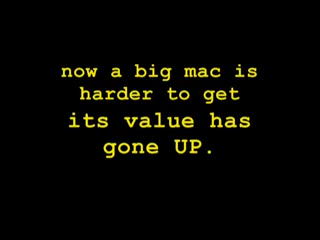 now a big mac is
harder to get
its value has
gone UP.